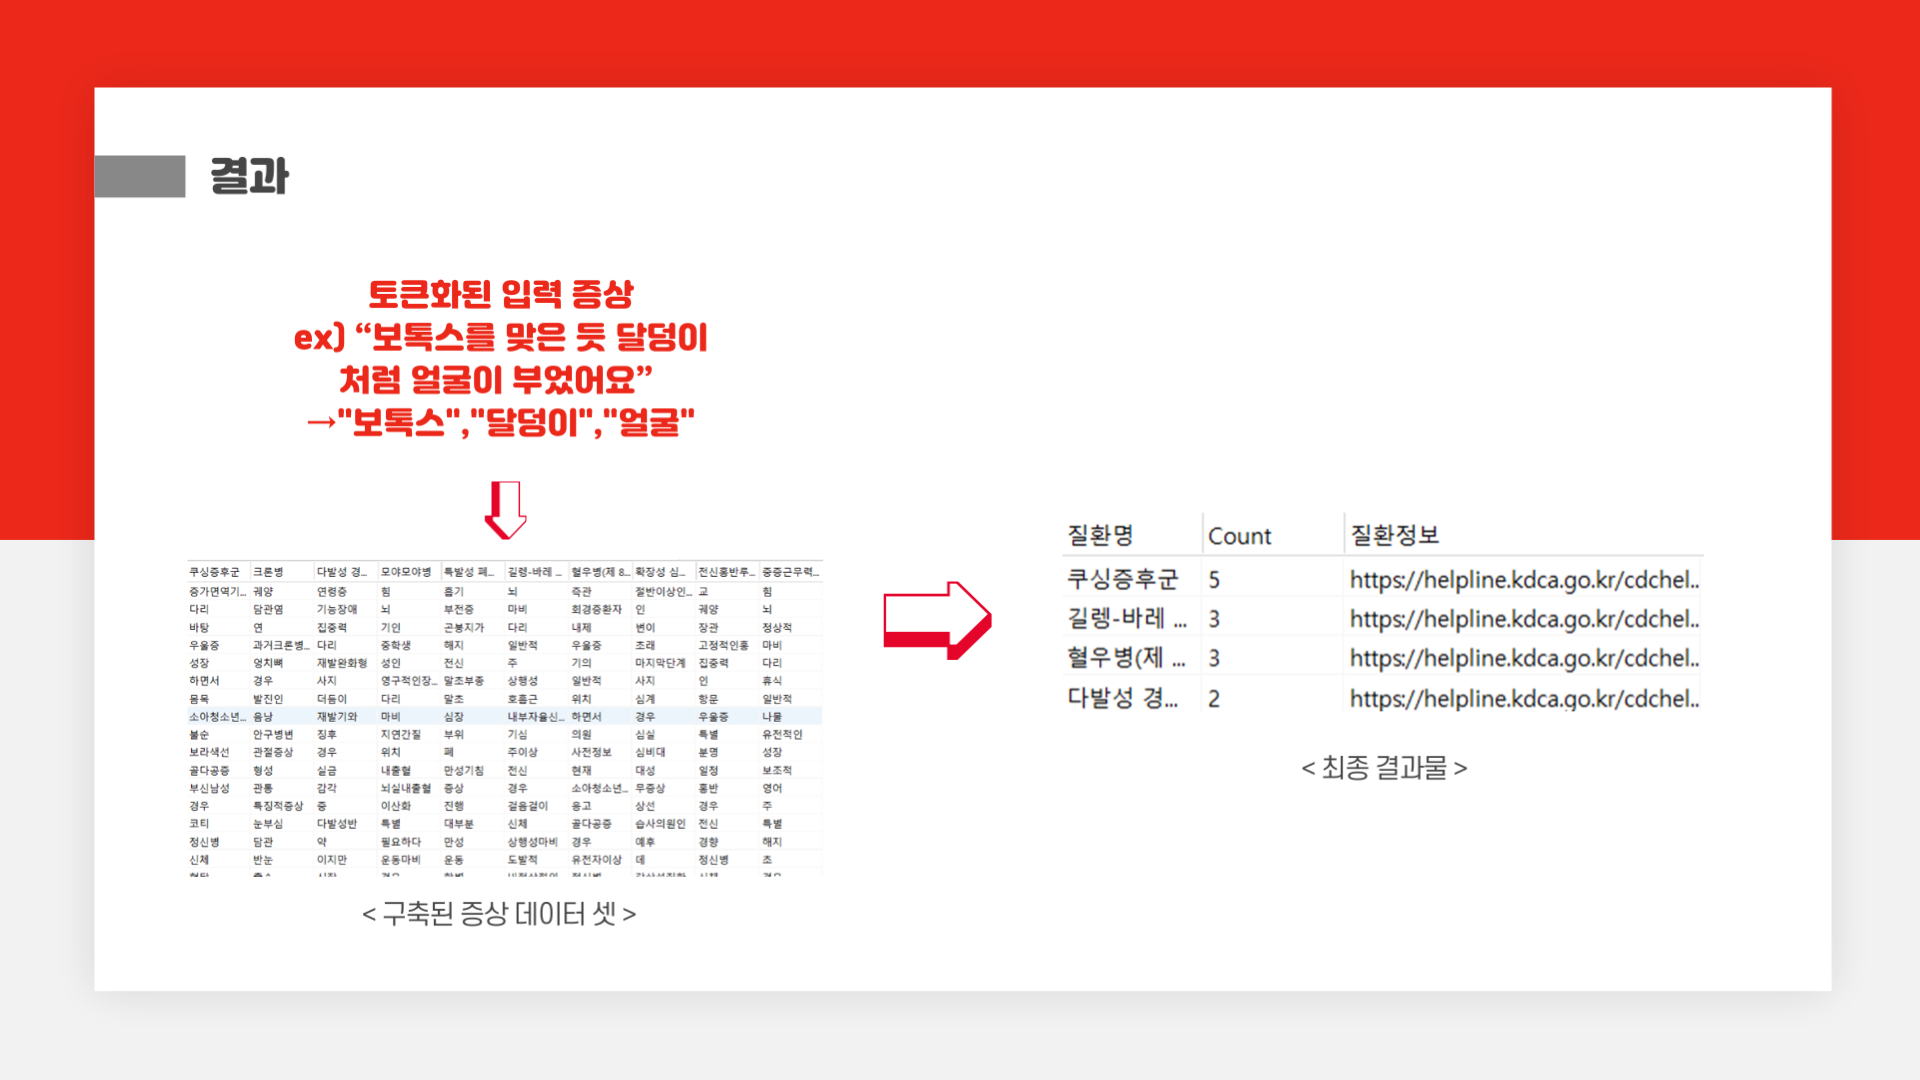 결과
토큰화된 입력 증상
ex) “보톡스를 맞은 듯 달덩이
처럼 얼굴이 부었어요”
→"보톡스","달덩이","얼굴"
쿠싱증후군 크론병 다발성 경... 모야모야병 특발성 폐... 길렝-바레 ... 혈우병(제 8... 확장성 심... 전신홍반루... 중증근무력...
증가면역기... 궤양 연령층 힘 흡기 뇌 족관 절반이상인... 교 힘
다리 담관염 기능장애 뇌 부전증 마비 회경증환자 인 궤양 뇌
바탕 연 집중력 기인 곤봉지가 다리 내제 변이 장관 정상적
우울증 과거크론병... 다리 중학생 해지 일반적 우울증 초래 고정적인홍 마비
성장 엉치뼈 재발완화형 성인 전신 주 기의 마지막단계 집중력 다리
하면서 경우 사지 영구적인장... 말초부종 상행성 일반적 사지 인 휴식
몸목 발진인 더듬이 다리 말초 호흡근 위치 심계 항문 일반적
소아청소년... 음낭 재발기와 마비 심장 내부자율신... 하면서 경우 우울증 나물
불순 안구병변 징후 지연간질 부위 기심 의원 심실 특별 유전적인
보라색선 관절증상 경우 위치 폐 주이상 사전정보 심비대 분명 성장
골다공증 형성 실금 내출혈 만성기침 전신 현재 대성 일정 보조적
부신남성 관통 감각 뇌실내출혈 증상 경우 소아청소년... 무증상 홍반 영어
경우 특징적증상 증 이산화 진행 걸음걸이 응고 상선 경우 주
코티 눈부심 다발성반 특별 대부분 신체 골다공증 습사의원인 전신 특별
정신병 담관 약 필요하다 만성 상행성마비 경우 예후 경향 해지
신체 반눈 이지만 운동마비 운동 도발적 유전자이상 데 정신병 초
< 구축된 증상 데이터 셋 >
질환명 Count 질환정보
쿠싱증후군 5 https://helpline.kdca.go.kr/cdchel..
길렝-바레 ... 3 https://helpline.kdca.go.kr/cdchel..
혈우병(제 ... 3 https://helpline.kdca.go.kr/cdchel..
다발성 경... 2 https://helpline.kdca.go.kr/cdchel..
< 최종 결과물 >